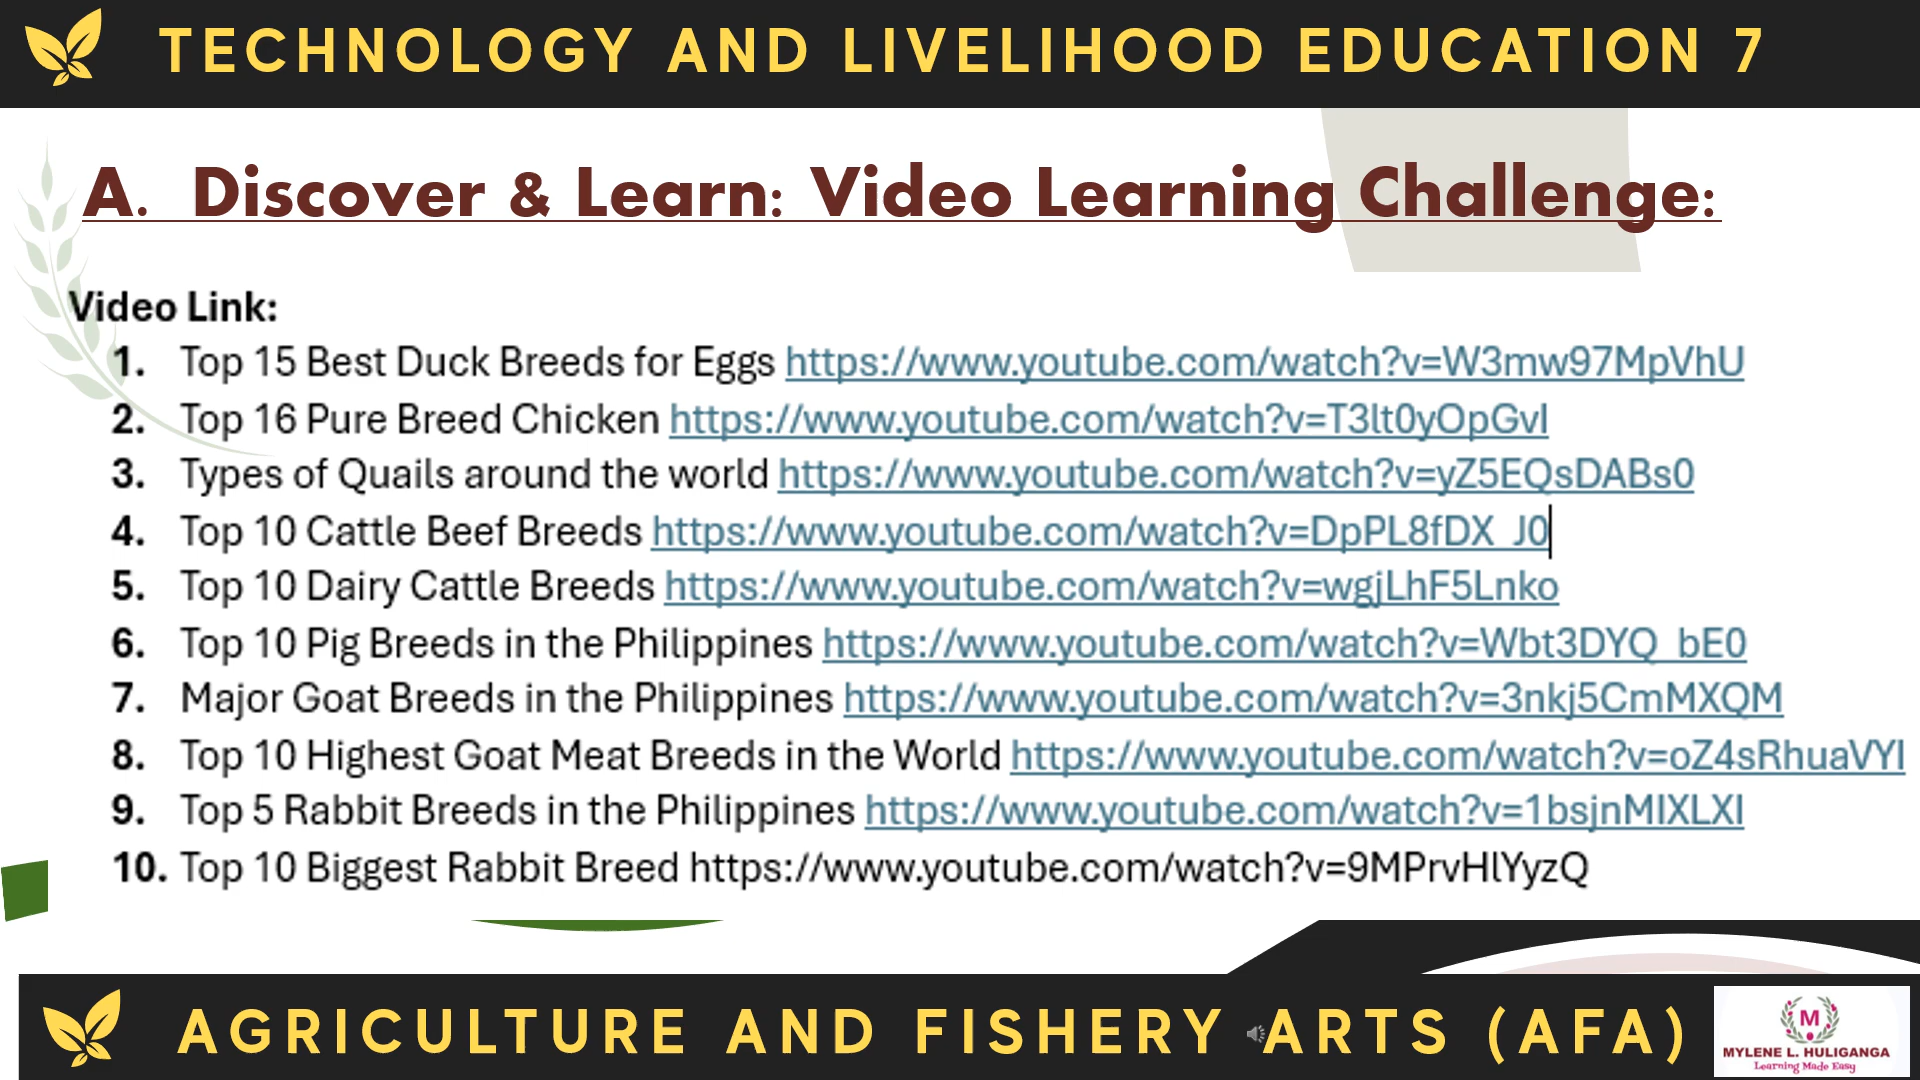 TECHNOLOGY AND LIVELIHOOD EDUCATION 7
A. Discover & Learn: Video Learning Challenge:
Video Link:
1. Top 15 Best Duck Breeds for Eggs https://www.youtube.com/watch?v=W3mw97MpVhU
2. Top 16 Pure Breed Chicken https://www.youtube.com/watch?v=T3lt0yOpGvI
3. Types of Quails around the world https://www.youtube.com/watch?v=yZ5EQsDABs0
4. Top 10 Cattle Beef Breeds https://www.youtube.com/watch?v=DpPL8fDX_J0
5. Top 10 Dairy Cattle Breeds https://www.youtube.com/watch?v=wgjLhF5Lnko
6. Top 10 Pig Breeds in the Philippines https://www.youtube.com/watch?v=Wbt3DYQ_bE0
7. Major Goat Breeds in the Philippines https://www.youtube.com/watch?v=3nkj5CmMXQM
8. Top 10 Highest Goat Meat Breeds in the World https://www.youtube.com/watch?v=oZ4sRhuaVYI
9. Top 5 Rabbit Breeds in the Philippines https://www.youtube.com/watch?v=1bsjnMIXLXI
10. Top 10 Biggest Rabbit Breed https://www.youtube.com/watch?v=9MPrvHlYyzQ
AGRICULTURE AND FISHERY ARTS (AFA)
M
MYLENE L. HULIGANGA
Learning Made Easy